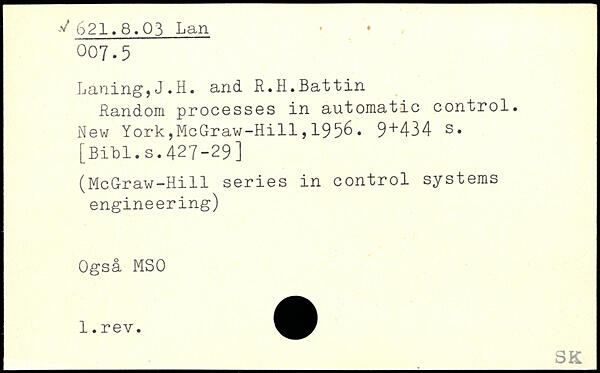 ✓ 621.8.03 Lan
007.5
Laning,J.H. and R.H.Battin
Random processes in automatic control.
New York,McGraw-Hill,1956. 9+434 s.
[Bibl.s.427-29]
(McGraw-Hill series in control systems
engineering)
Også MSO
1.rev.
SK